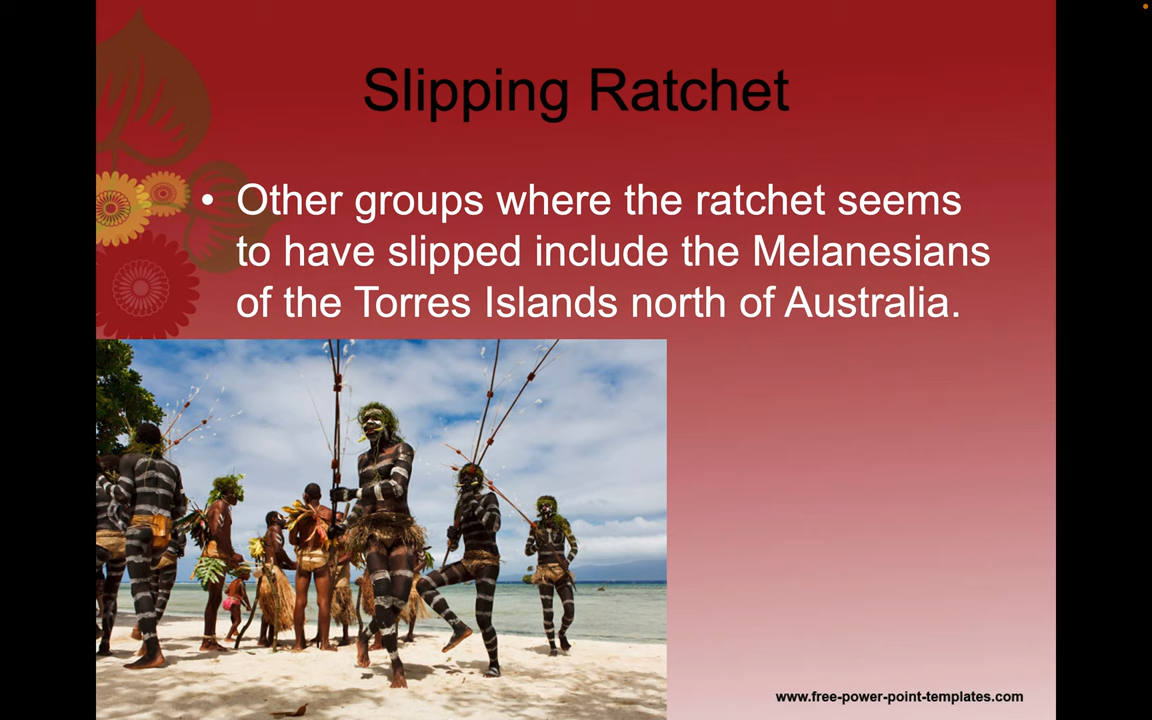 Slipping Ratchet
• Other groups where the ratchet seems
to have slipped include the Melanesians
of the Torres Islands north of Australia.
www.free-power-point-templates.com